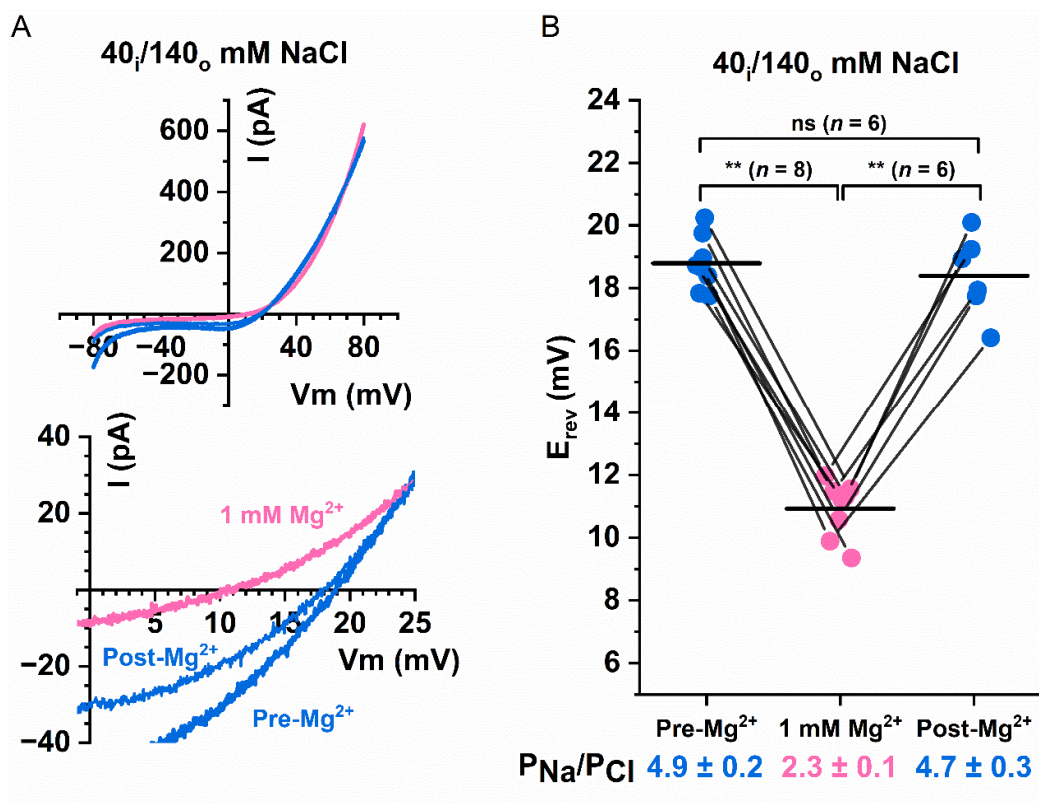 A
40ᵢ/140ₒ mM NaCl
I (pA)
600
400
200
−80
−40
40
80
−200
Vm (mV)
I (pA)
40
20
1 mM Mg²⁺
5
10
15
20
25
Post-Mg²⁺
Vm (mV)
−20
Pre-Mg²⁺
−40
B
40ᵢ/140ₒ mM NaCl
24
22
20
18
16
14
12
10
8
6
Erev (mV)
ns (n = 6)
** (n = 8)
** (n = 6)
Pre-Mg²⁺ 1 mM Mg²⁺ Post-Mg²⁺
PNa/PCl 4.9 ± 0.2 2.3 ± 0.1 4.7 ± 0.3